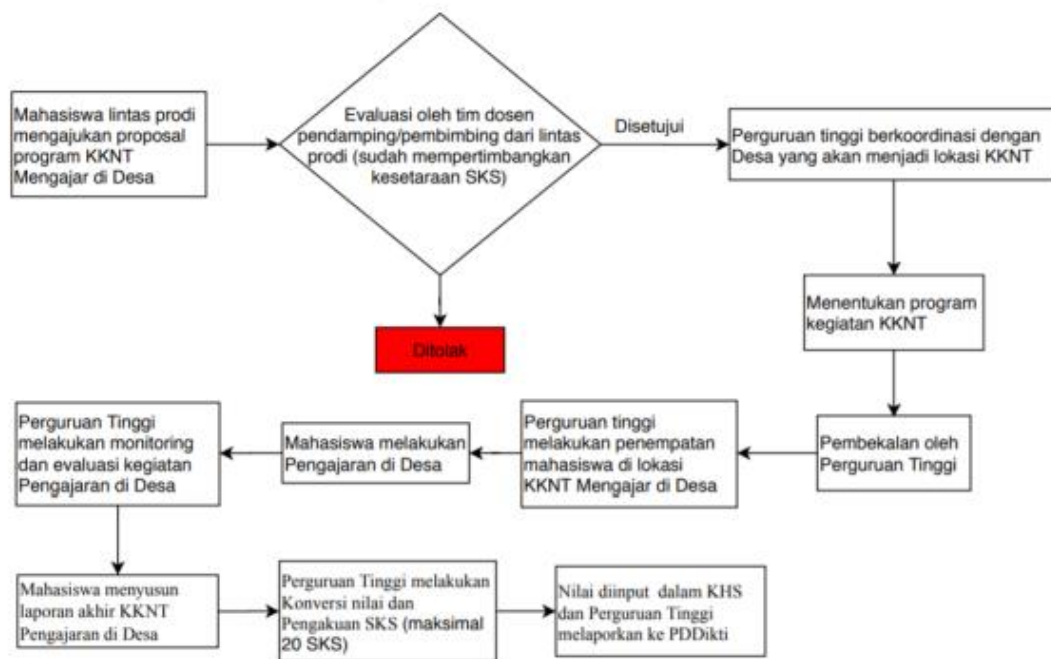 Mahasiswa lintas prodi
mengajukan proposal
program KKNT
Mengajar di Desa
Evaluasi oleh tim dosen
pendamping/pembimbing dari lintas
prodi (sudah mempertimbangkan
kesetaraan SKS)
Disetujui
Perguruan tinggi berkoordinasi dengan
Desa yang akan menjadi lokasi KKNT
Ditolak
Menentukan program
kegiatan KKNT
Pembekalan oleh
Perguruan Tinggi
Perguruan tinggi
melakukan penempatan
mahasiswa di lokasi
KKNT Mengajar di Desa
Mahasiswa melakukan
Pengajaran di Desa
Perguruan Tinggi
melakukan monitoring
dan evaluasi kegiatan
Pengajaran di Desa
Mahasiswa menyusun
laporan akhir KKNT
Pengajaran di Desa
Perguruan Tinggi melakukan
Konversi nilai dan
Pengakuan SKS (maksimal
20 SKS)
Nilai diinput dalam KHS
dan Perguruan Tinggi
melaporkan ke PDDikti